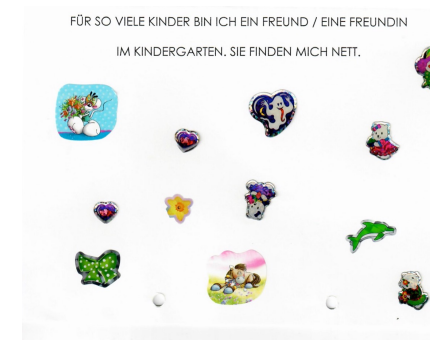 FÜR SO VIELE KINDER BIN ICH EIN FREUND / EINE FREUNDIN
IM KINDERGARTEN. SIE FINDEN MICH NETT.